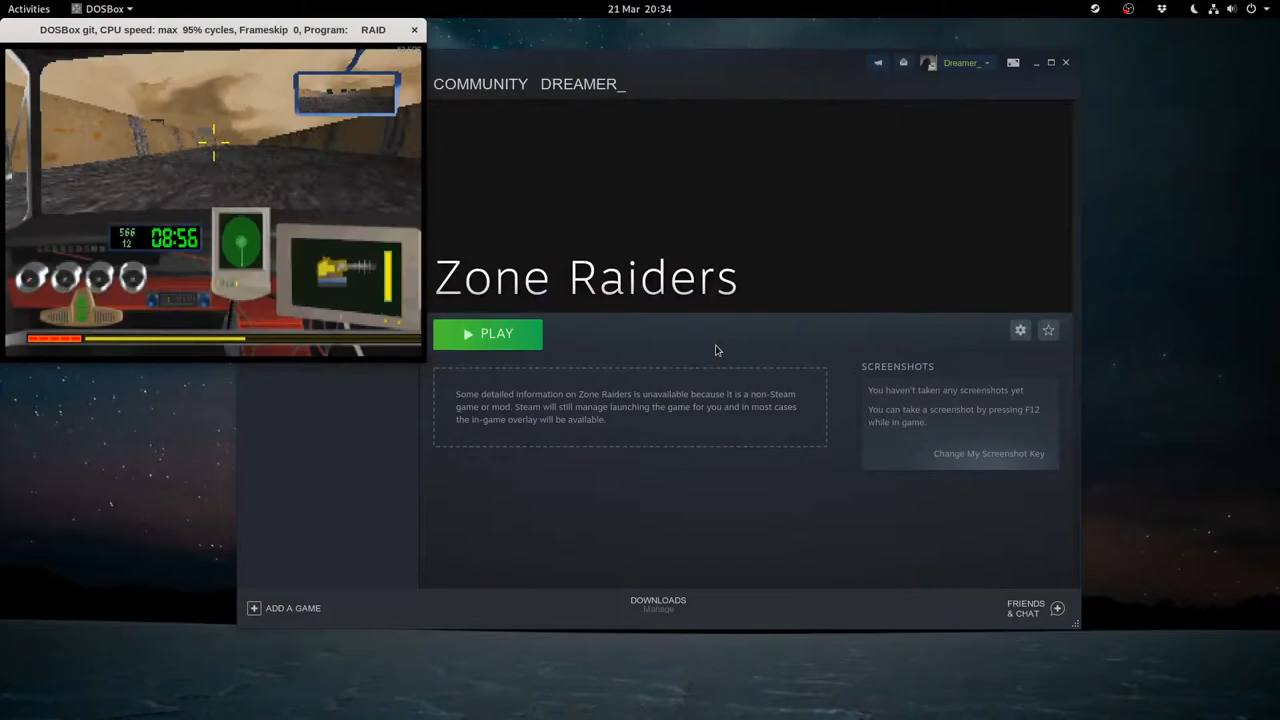 Activities DOSBox 21 Mar 20:34
DOSBox git, CPU speed: max 95% cycles, Frameskip 0, Program: RAID
566
12
08:56
Dreamer_
COMMUNITY DREAMER_
Zone Raiders
PLAY
Some detailed information on Zone Raiders is unavailable because it is a non-Steam
game or mod. Steam will still manage launching the game for you and in most cases
the in-game overlay will be available.
SCREENSHOTS
You haven't taken any screenshots yet
You can take a screenshot by pressing F12
while in game.
Change My Screenshot Key
ADD A GAME
DOWNLOADS
Manage
FRIENDS
& CHAT